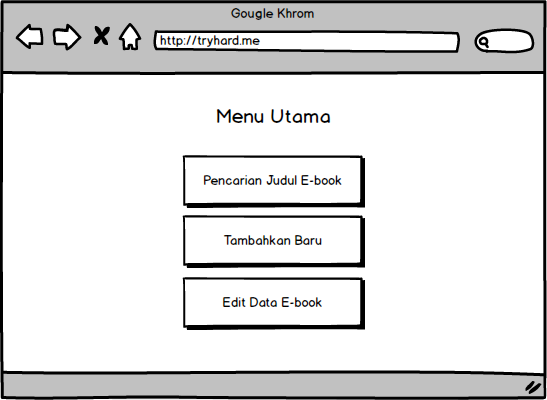 Gougle Khrom
http://tryhard.me
Menu Utama
Pencarian Judul E-book
Tambahkan Baru
Edit Data E-book